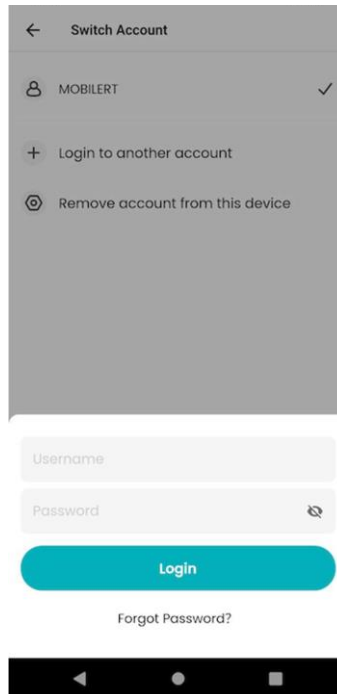 Switch Account
MOBILERT
Login to another account
Remove account from this device
Username
Password
Login
Forgot Password?